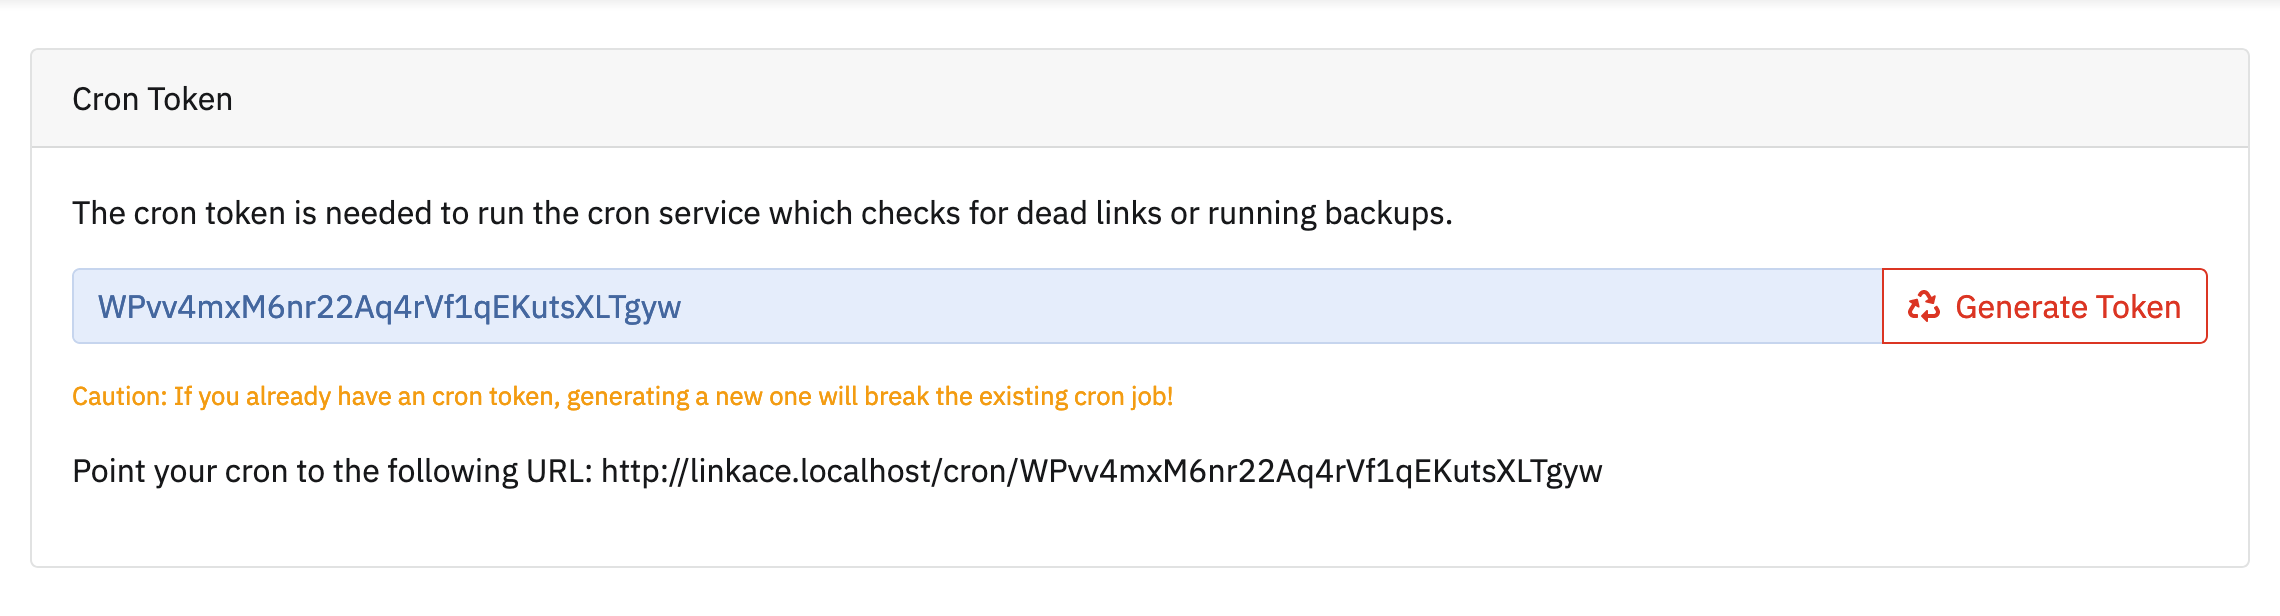 Cron Token
The cron token is needed to run the cron service which checks for dead links or running backups.
WPvv4mxM6nr22Aq4rVf1qEKutsXLTgyw
Generate Token
Caution: If you already have an cron token, generating a new one will break the existing cron job!
Point your cron to the following URL: http://linkace.localhost/cron/WPvv4mxM6nr22Aq4rVf1qEKutsXLTgyw